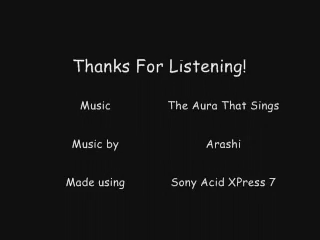 Thanks For Listening!
Music The Aura That Sings
Music by Arashi
Made using Sony Acid XPress 7